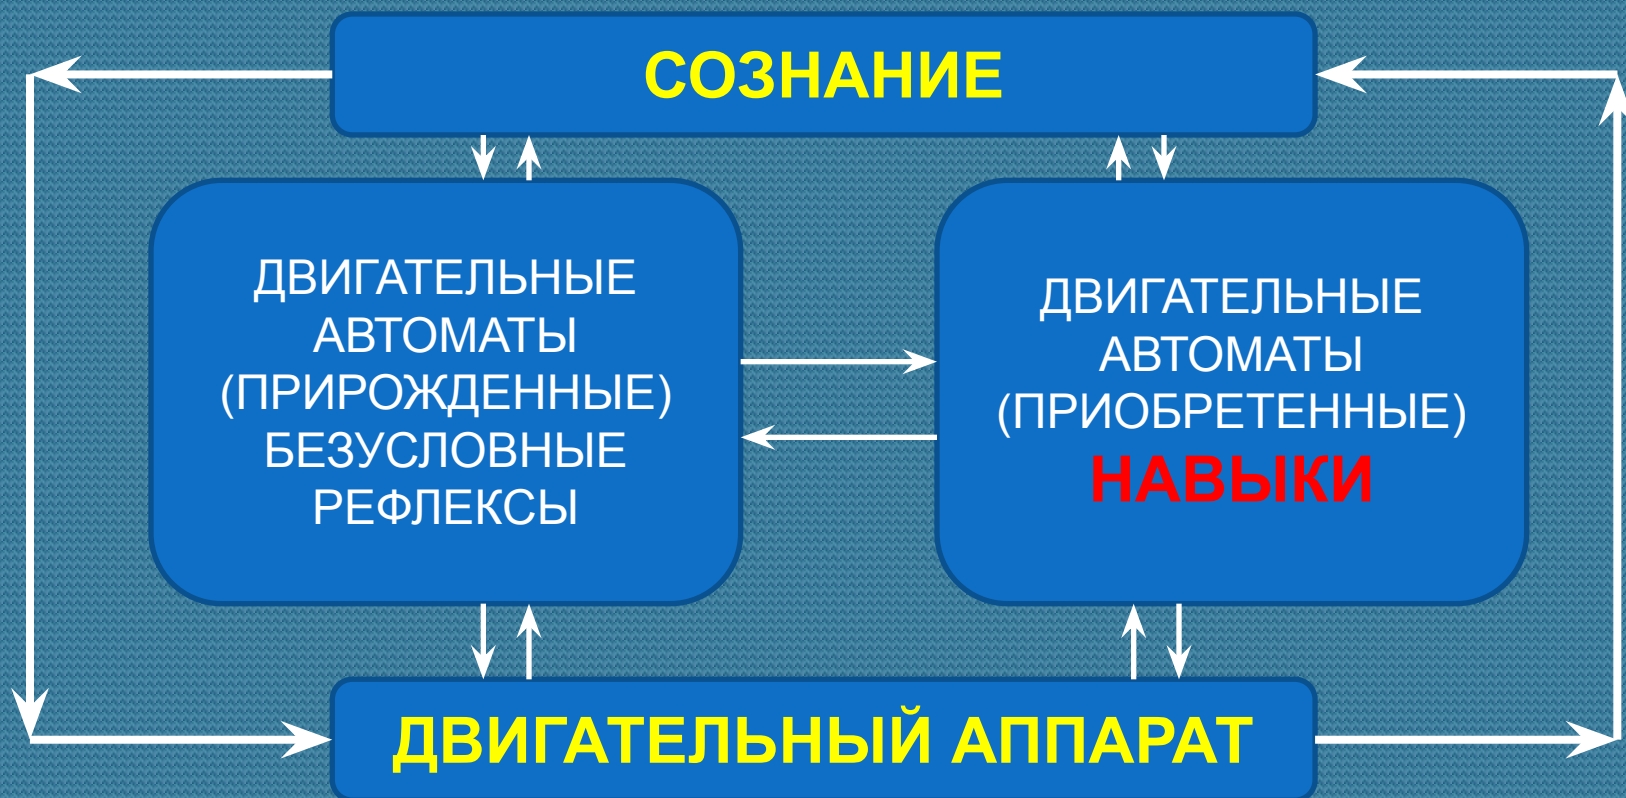 СОЗНАНИЕ
ДВИГАТЕЛЬНЫЕ
АВТОМАТЫ
(ПРИРОЖДЕННЫЕ)
БЕЗУСЛОВНЫЕ
РЕФЛЕКСЫ
ДВИГАТЕЛЬНЫЕ
АВТОМАТЫ
(ПРИОБРЕТЕННЫЕ)
НАВЫКИ
ДВИГАТЕЛЬНЫЙ АППАРАТ